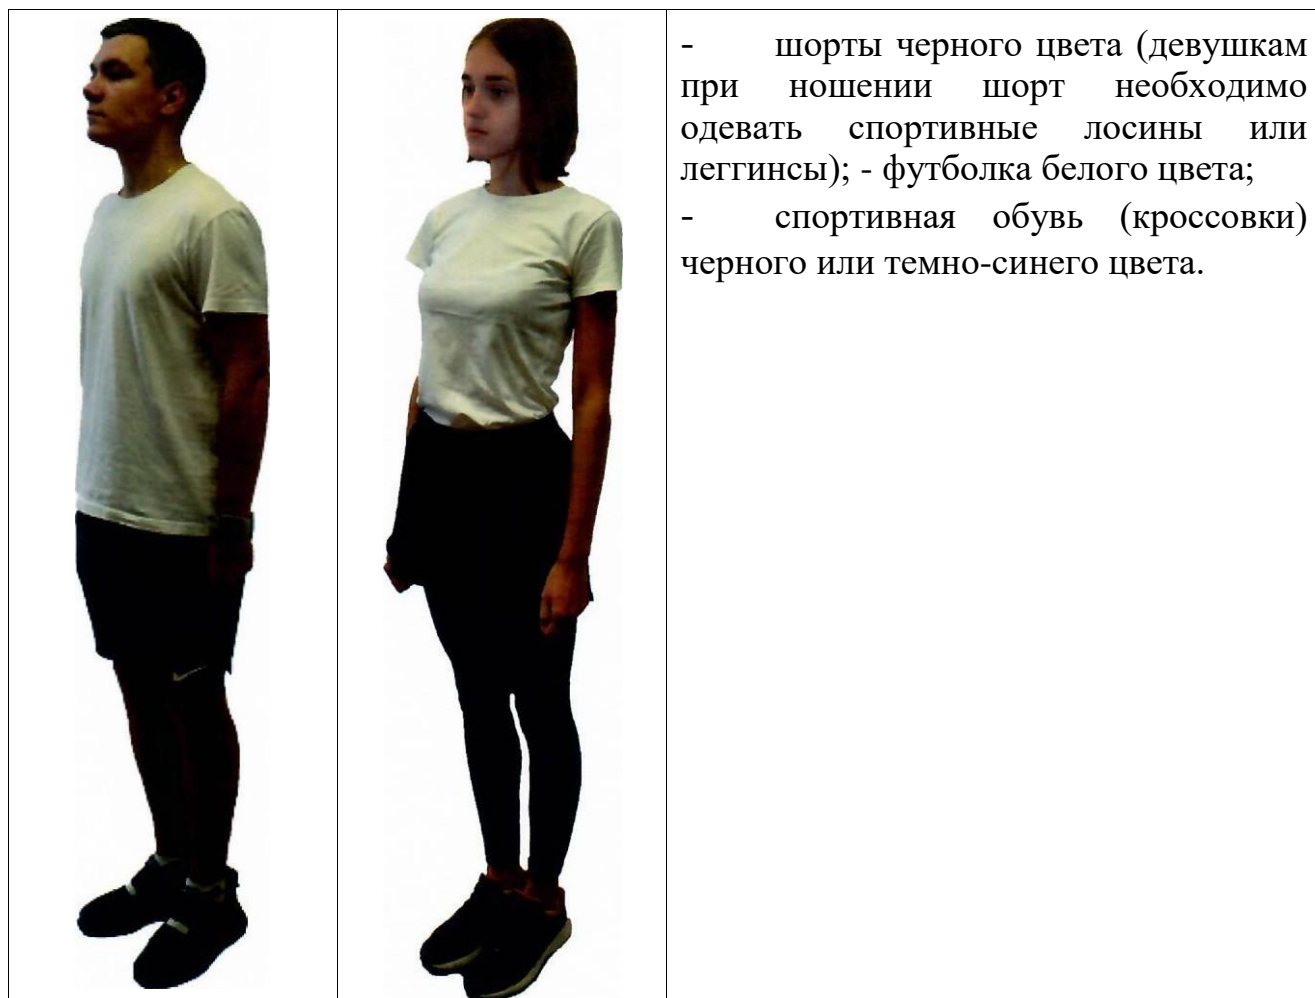 - шорты черного цвета (девушкам
при ношении шорт необходимо
одевать спортивные лосины или
леггинсы); - футболка белого цвета;
- спортивная обувь (кроссовки)
черного или темно-синего цвета.